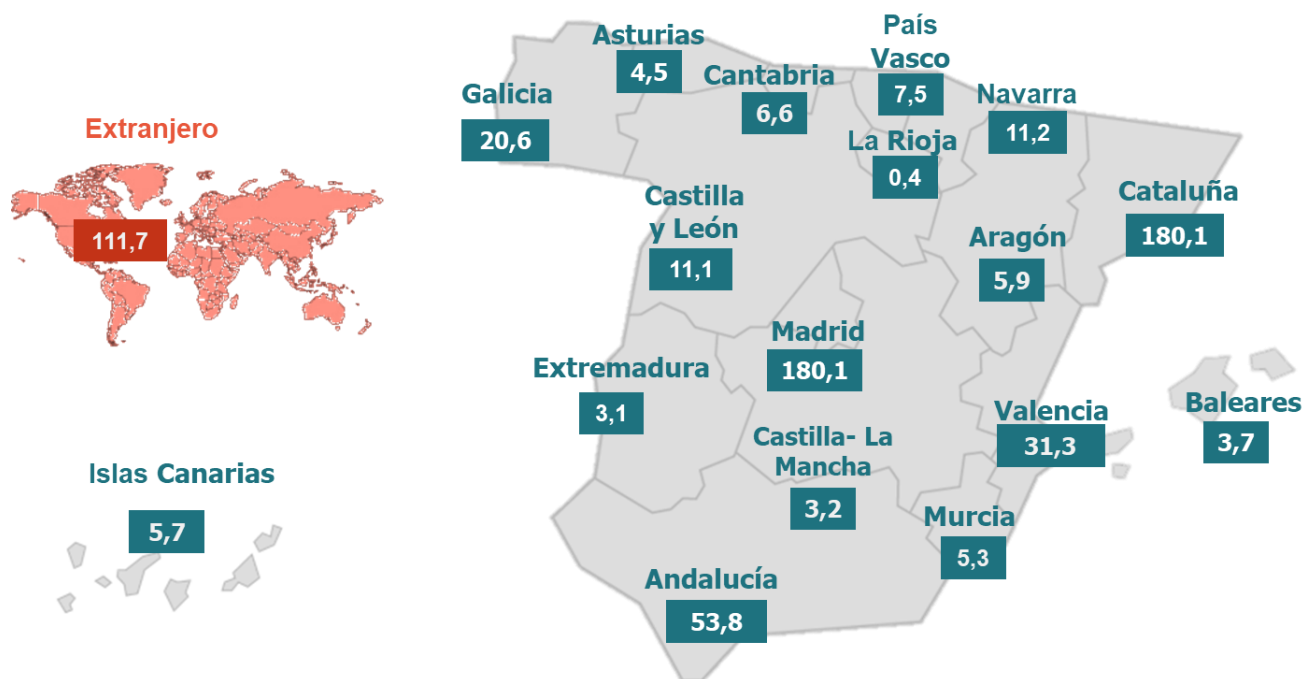 Extranjero
111,7
Islas Canarias
5,7
Galicia
20,6
Asturias
4,5
Cantabria
6,6
País
Vasco
7,5
La Rioja
0,4
Navarra
11,2
Cataluña
180,1
Aragón
5,9
Castilla
y León
11,1
Madrid
180,1
Extremadura
3,1
Castilla- La
Mancha
3,2
Valencia
31,3
Baleares
3,7
Murcia
5,3
Andalucía
53,8